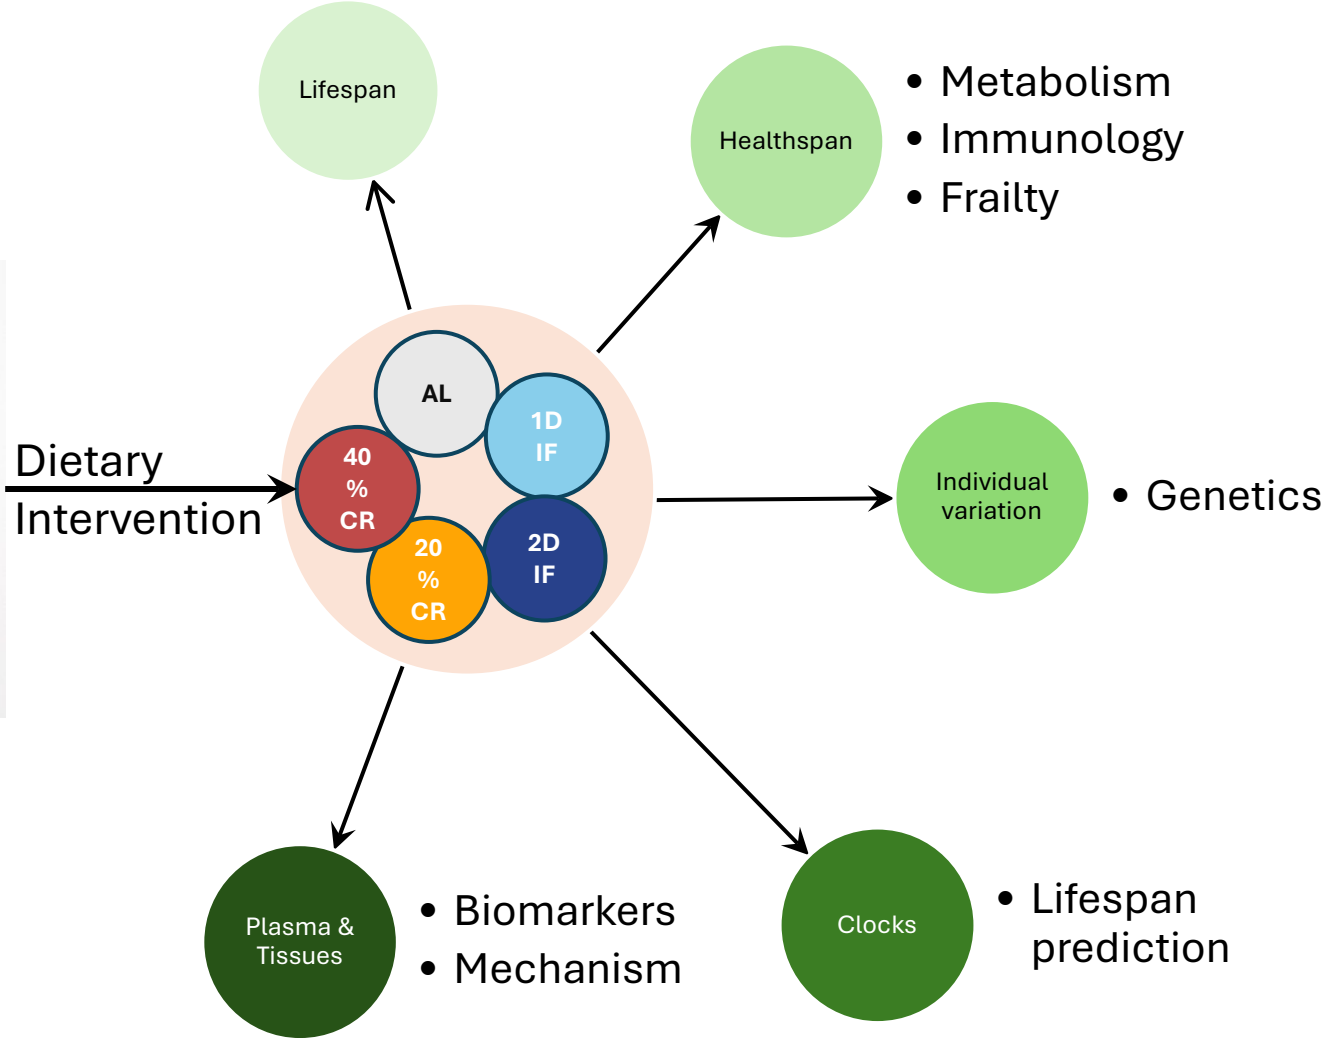 Lifespan
Healthspan
• Metabolism
• Immunology
• Frailty
Dietary
Intervention
AL
1D
IF
40
%
CR
20
%
CR
2D
IF
Individual
variation
• Genetics
Plasma &
Tissues
• Biomarkers
• Mechanism
Clocks
• Lifespan
prediction